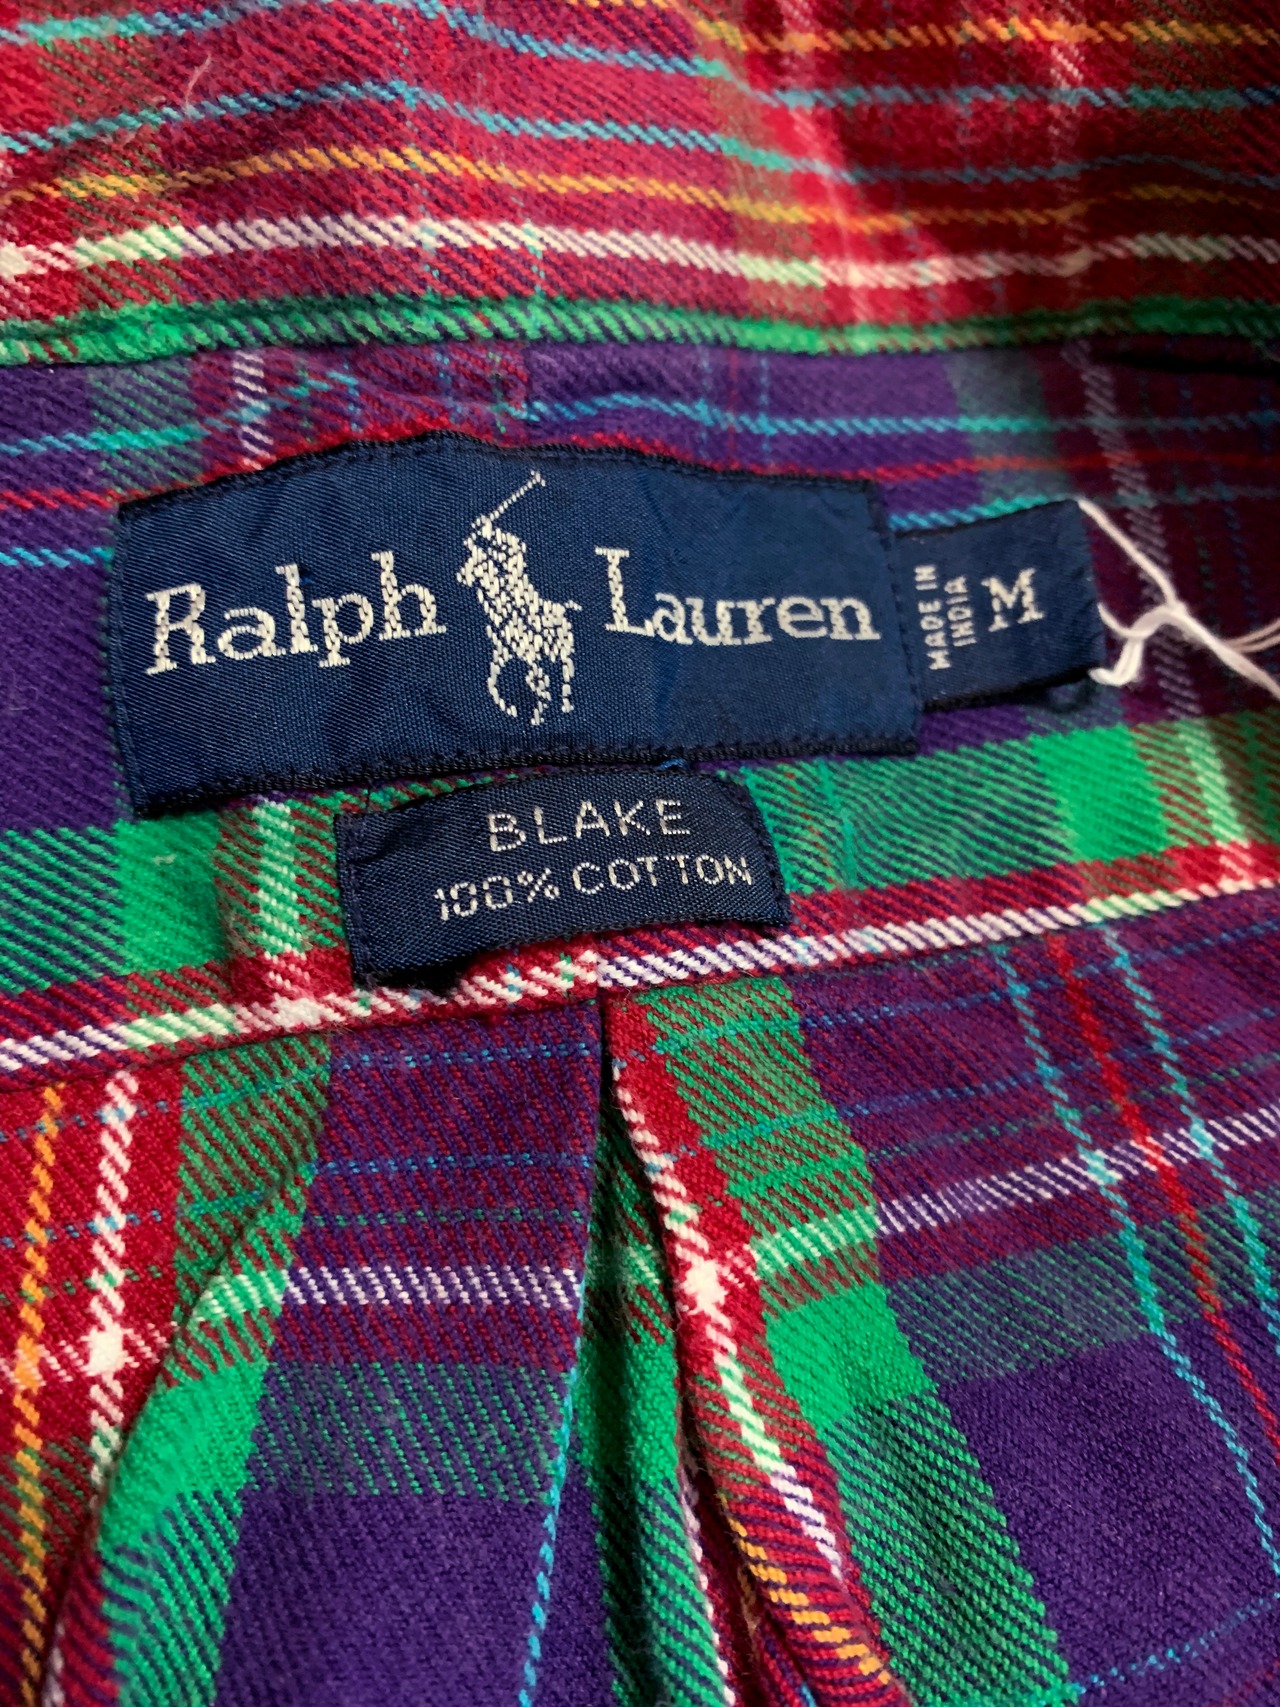 Ralph Lauren
MADE IN
INDIA
M
BLAKE
100% COTTON